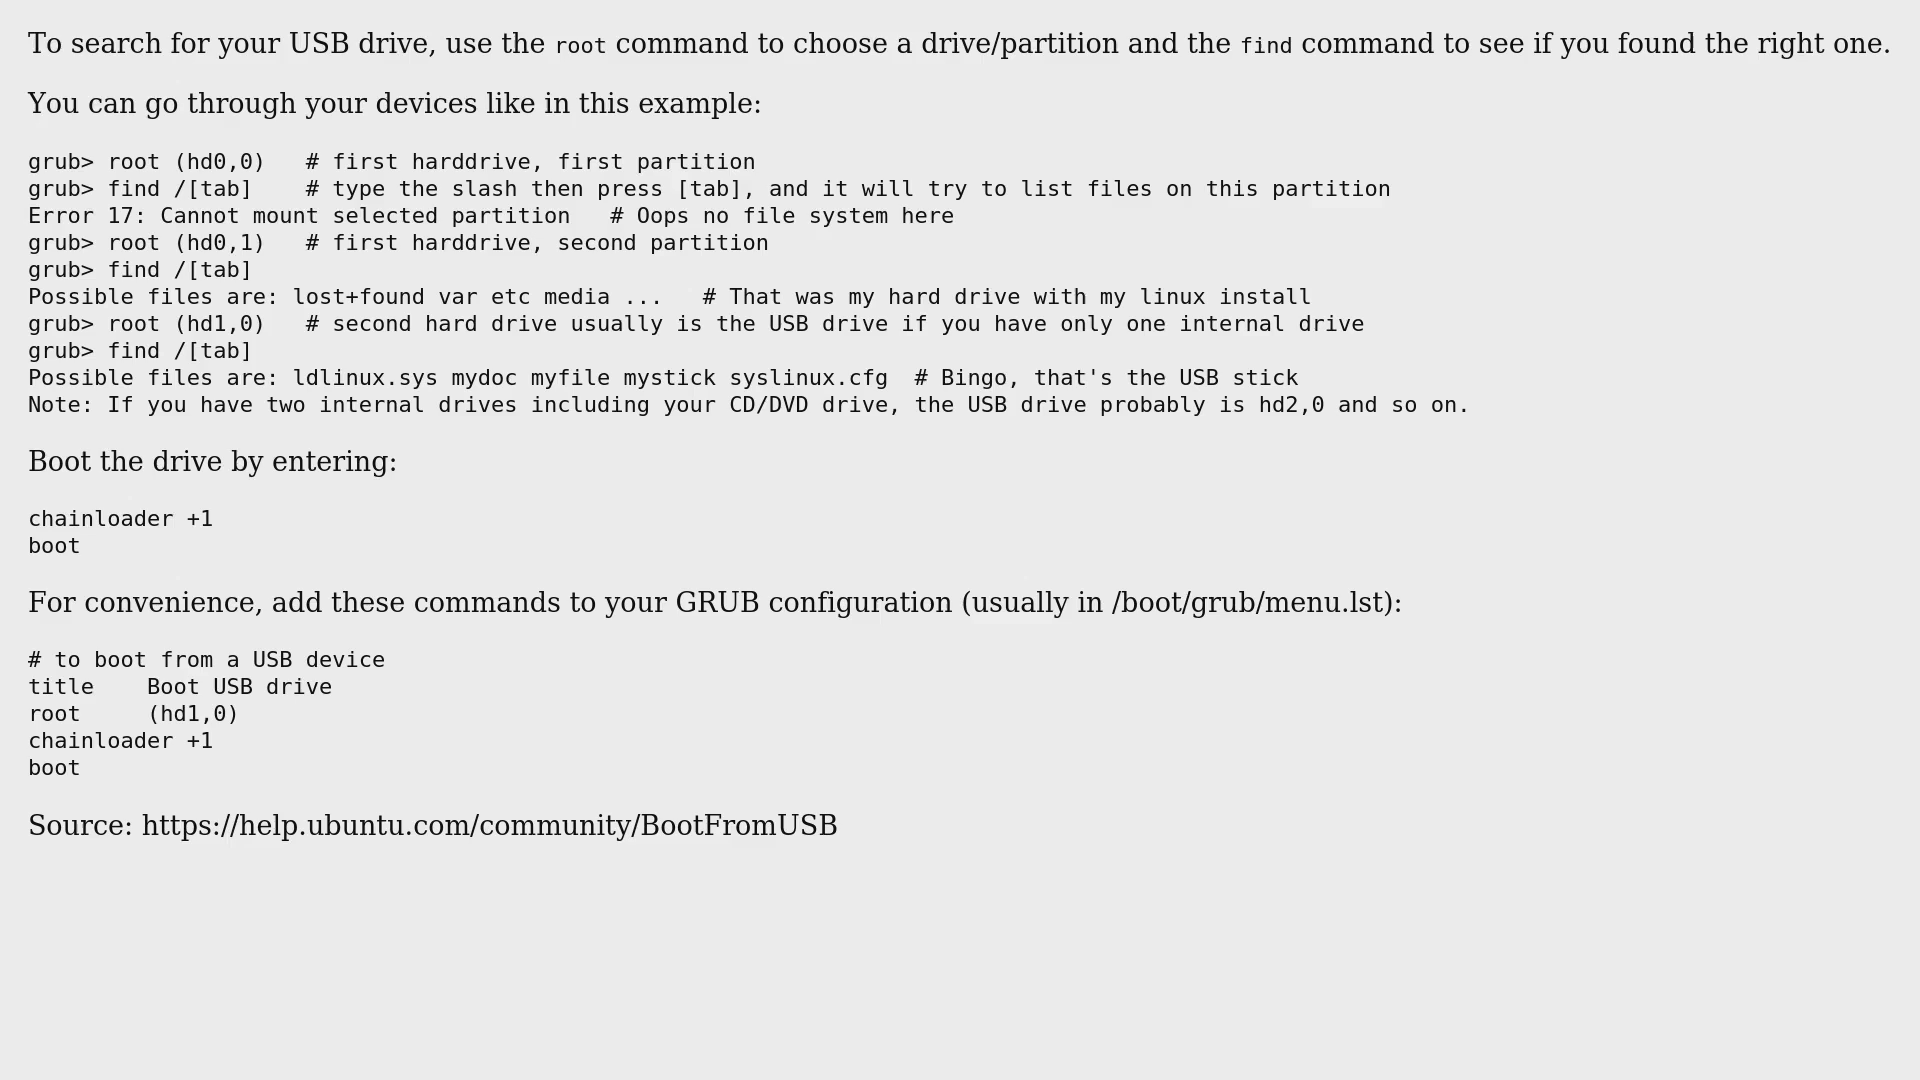 To search for your USB drive, use the root command to choose a drive/partition and the find command to see if you found the right one.
You can go through your devices like in this example:
grub> root (hd0,0)   # first harddrive, first partition
grub> find /[tab]    # type the slash then press [tab], and it will try to list files on this partition
Error 17: Cannot mount selected partition   # Oops no file system here
grub> root (hd0,1)   # first harddrive, second partition
grub> find /[tab]
Possible files are: lost+found var etc media ...   # That was my hard drive with my linux install
grub> root (hd1,0)   # second hard drive usually is the USB drive if you have only one internal drive
grub> find /[tab]
Possible files are: ldlinux.sys mydoc myfile mystick syslinux.cfg  # Bingo, that's the USB stick
Note: If you have two internal drives including your CD/DVD drive, the USB drive probably is hd2,0 and so on.
Boot the drive by entering:
chainloader +1
boot
For convenience, add these commands to your GRUB configuration (usually in /boot/grub/menu.lst):
# to boot from a USB device
title    Boot USB drive
root     (hd1,0)
chainloader +1
boot
Source: https://help.ubuntu.com/community/BootFromUSB